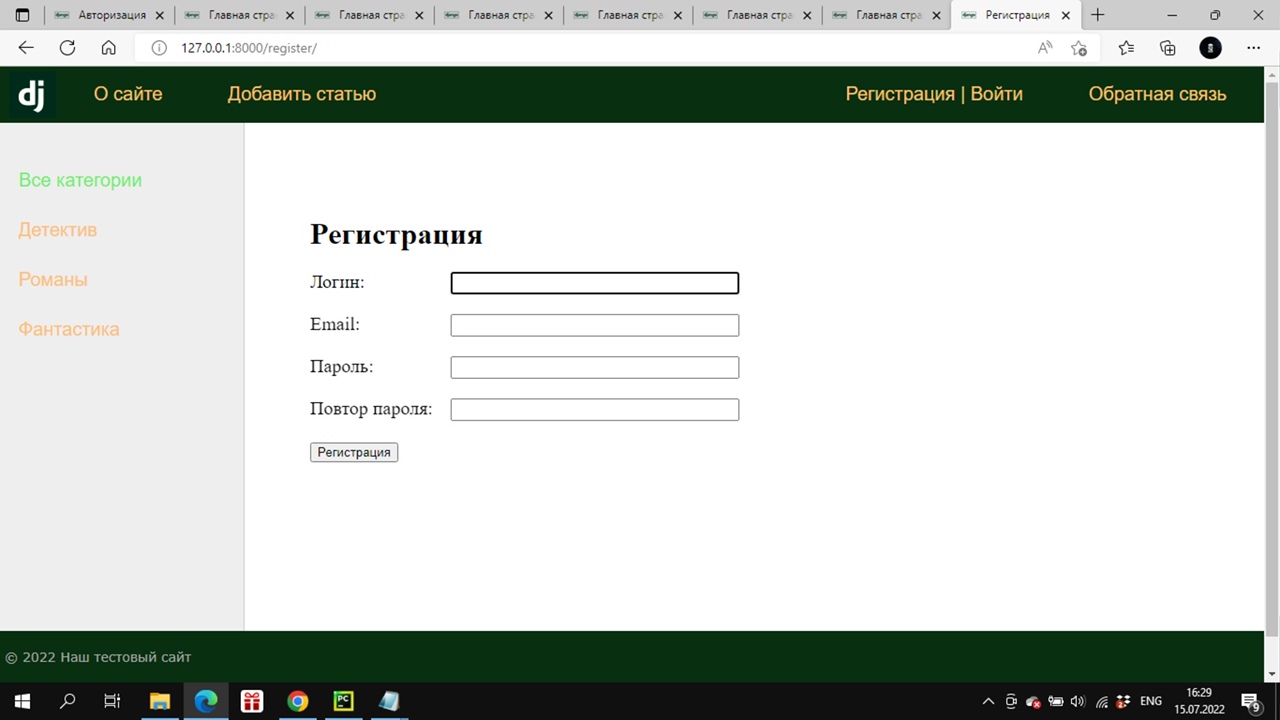 Авторизация
Главная стра
Главная стра
Главная стра
Главная стра
Главная стра
Главная стра
Регистрация
127.0.0.1:8000/register/
dj
О сайте
Добавить статью
Регистрация | Войти
Обратная связь
Все категории
Детектив
Романы
Фантастика
Регистрация
Логин:
Email:
Пароль:
Повтор пароля:
Регистрация
© 2022 Наш тестовый сайт
PC
ENG
16:29
15.07.2022
9